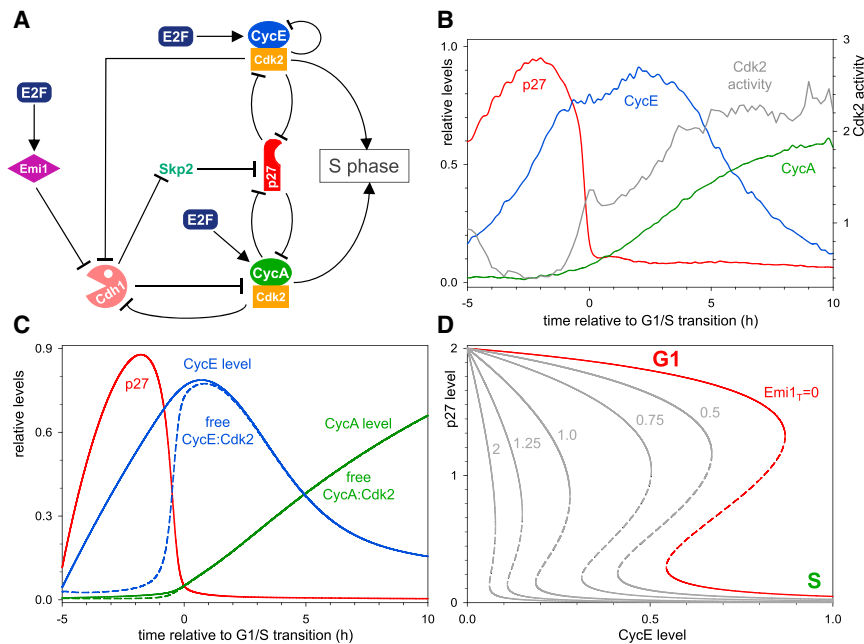 A
E2F
CycE
Cdk2
E2F
Emi1
Skp2
p27
S phase
E2F
CycA
Cdk2
Cdh1
B
1.0
0.5
0.0
relative levels
3
2
1
Cdk2 activity
p27
CycE
Cdk2
activity
CycA
-5
0
5
10
time relative to G1/S transition (h)
C
0.9
0.6
0.3
0.0
relative levels
p27
CycE level
free
CycE:Cdk2
CycA level
free
CycA:Cdk2
-5
0
5
10
time relative to G1/S transition (h)
D
2
1
0
p27 level
G1
Emi1T=0
0.5
0.75
1.0
1.25
2
S
0.0
0.5
1.0
CycE level